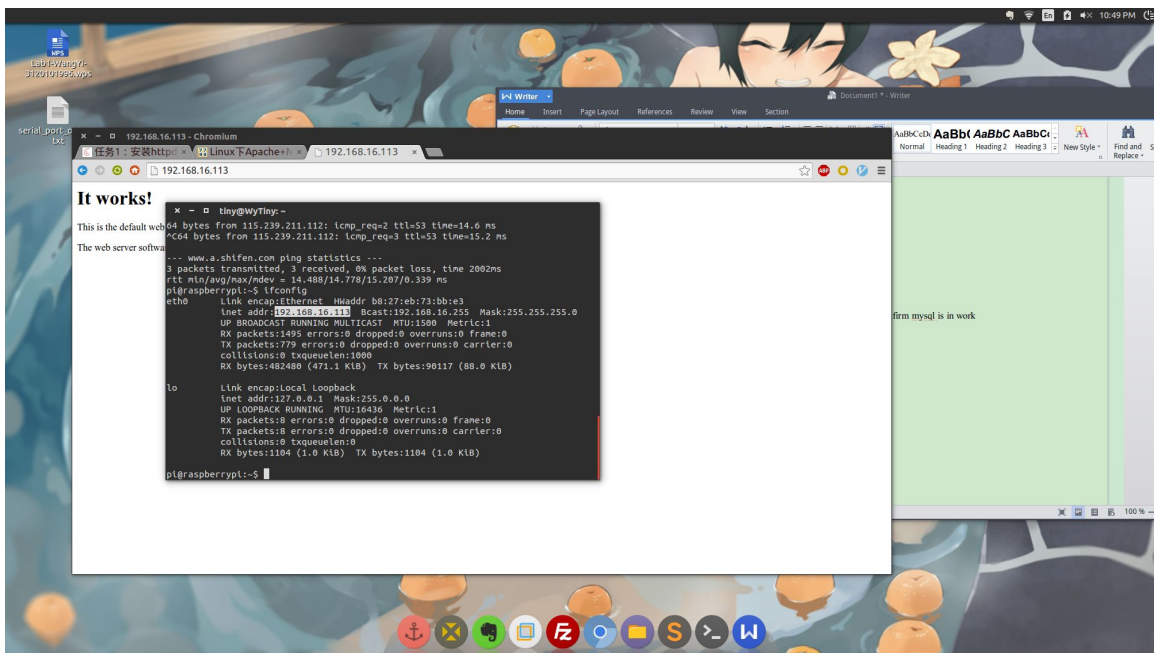 En
10:49 PM
WPS
Lab1-WangYi-
3120101996.wps
serial_port_o
txt
Writer
Document1 * - Writer
Home Insert Page Layout References Review View Section
AaBbCcDc AaBb( AaBbC AaBbCc
Normal Heading 1 Heading 2 Heading 3 New Style Find and
Replace
192.168.16.113 - Chromium
任务1：安装httpd Linux下Apache+ 192.168.16.113
192.168.16.113
ABP
It works!
This is the default web
The web server softwa
tiny@WyTiny: ~
64 bytes from 115.239.211.112: icmp_req=2 ttl=53 time=14.6 ms
^C64 bytes from 115.239.211.112: icmp_req=3 ttl=53 time=15.2 ms
--- www.a.shifen.com ping statistics ---
3 packets transmitted, 3 received, 0% packet loss, time 2002ms
rtt min/avg/max/mdev = 14.488/14.778/15.207/0.339 ms
pi@raspberrypi:~$ ifconfig
eth0 Link encap:Ethernet HWaddr b8:27:eb:73:bb:e3
inet addr:192.168.16.113 Bcast:192.168.16.255 Mask:255.255.255.0
UP BROADCAST RUNNING MULTICAST MTU:1500 Metric:1
RX packets:1495 errors:0 dropped:0 overruns:0 frame:0
TX packets:779 errors:0 dropped:0 overruns:0 carrier:0
collisions:0 txqueuelen:1000
RX bytes:482480 (471.1 KiB) TX bytes:90117 (88.0 KiB)
lo Link encap:Local Loopback
inet addr:127.0.0.1 Mask:255.0.0.0
UP LOOPBACK RUNNING MTU:16436 Metric:1
RX packets:8 errors:0 dropped:0 overruns:0 frame:0
TX packets:8 errors:0 dropped:0 overruns:0 carrier:0
collisions:0 txqueuelen:0
RX bytes:1104 (1.0 KiB) TX bytes:1104 (1.0 KiB)
pi@raspberrypi:~$
firm mysql is in work
100 %